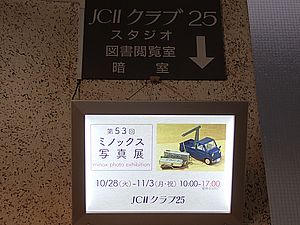 JCIIクラブ25
スタジオ
図書閲覧室
暗 室
第53回
ミノックス
写真展
minox photo exhibition
10/28(火)~11/3(月・祝) 10:00-17:00
JCIIクラブ25